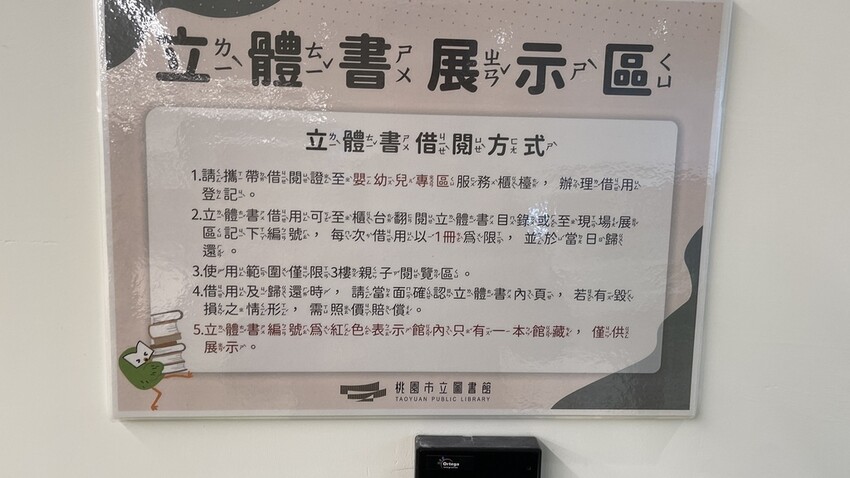 立體書展示區
立體書借閱方式
1.請攜帶借閱證至嬰幼兒專區服務櫃檯，辦理借用
登記。
2.立體書借用可至櫃台翻閱立體書目錄或至現場展
區記下編號，每次借用以1冊為限，並於當日歸
還。
3.使用範圍僅限3樓親子閱覽區。
4.借用及歸還時，請當面確認立體書內頁，若有毀
損之情形，需照價賠償。
5.立體書編號為紅色表示館內只有一本館藏，僅供
展示。
桃園市立圖書館
TAOYUAN PUBLIC LIBRARY
Ortega